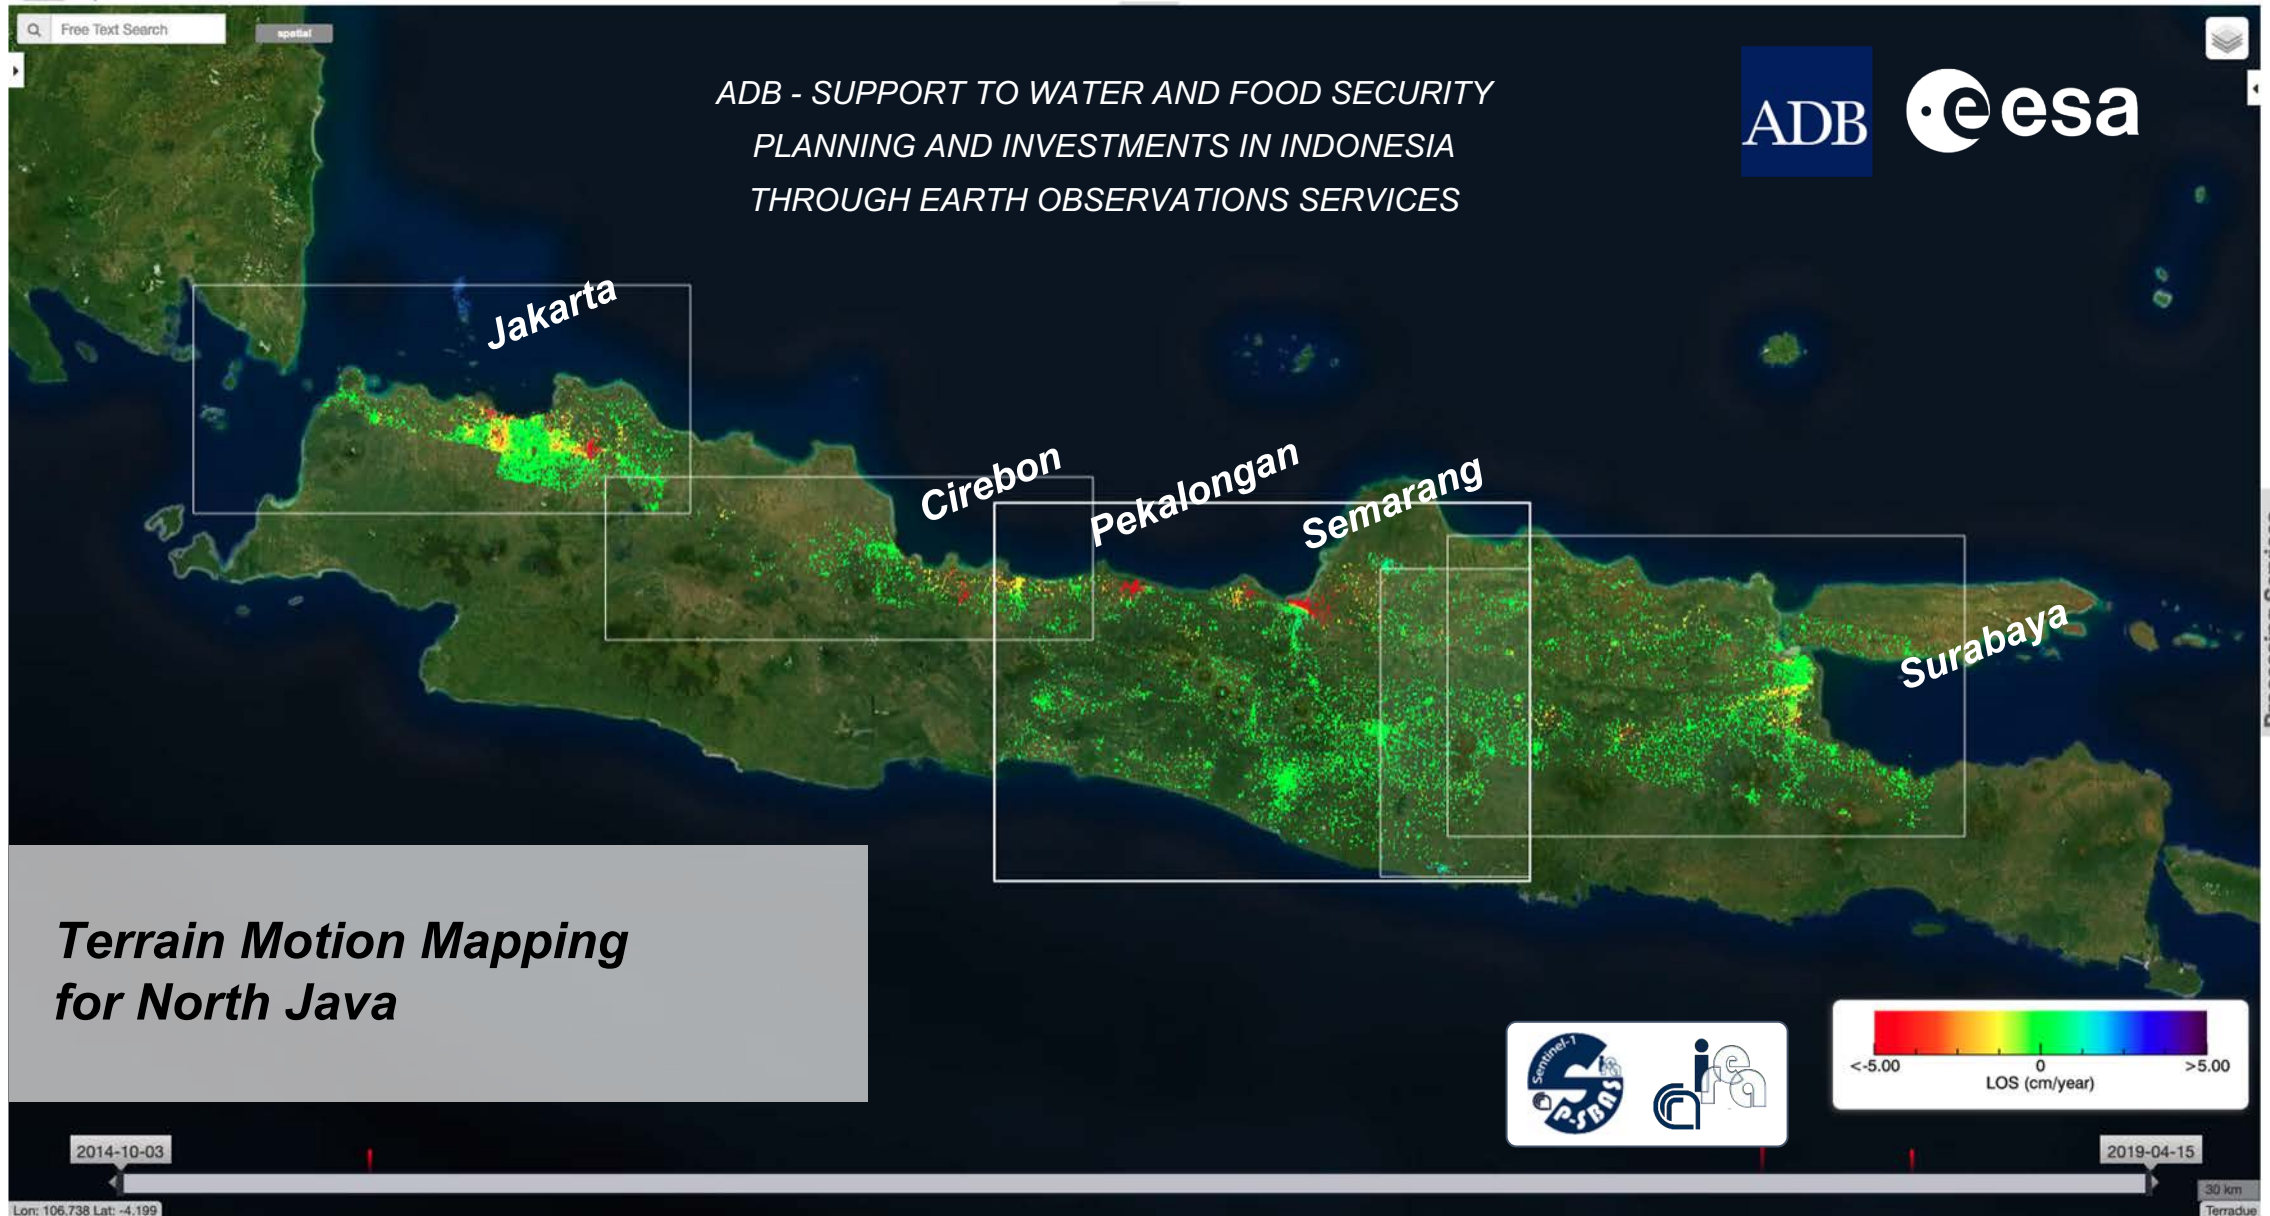 Free Text Search
spatial
ADB - SUPPORT TO WATER AND FOOD SECURITY
PLANNING AND INVESTMENTS IN INDONESIA
THROUGH EARTH OBSERVATIONS SERVICES
ADB
esa
Jakarta
Cirebon
Pekalongan
Semarang
Surabaya
Terrain Motion Mapping
for North Java
Sentinel-1
P-SBAS
irea
<-5.00
0
>5.00
LOS (cm/year)
2014-10-03
2019-04-15
30 km
Lon: 106.738 Lat: -4.199
Terradue